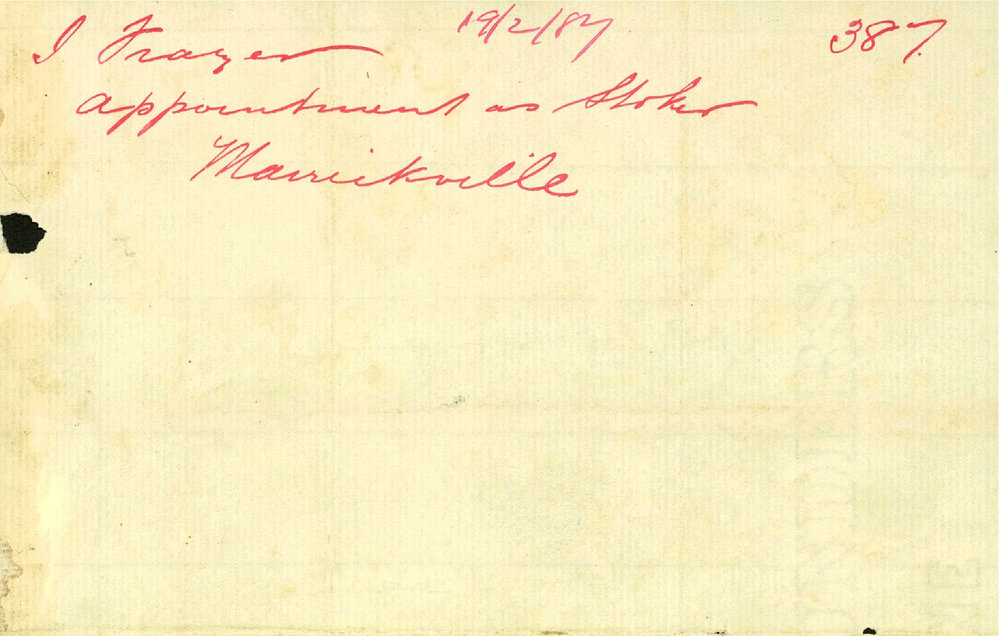 I Frazer 19/2/87 387.
appointment as Stoker
Marrickville